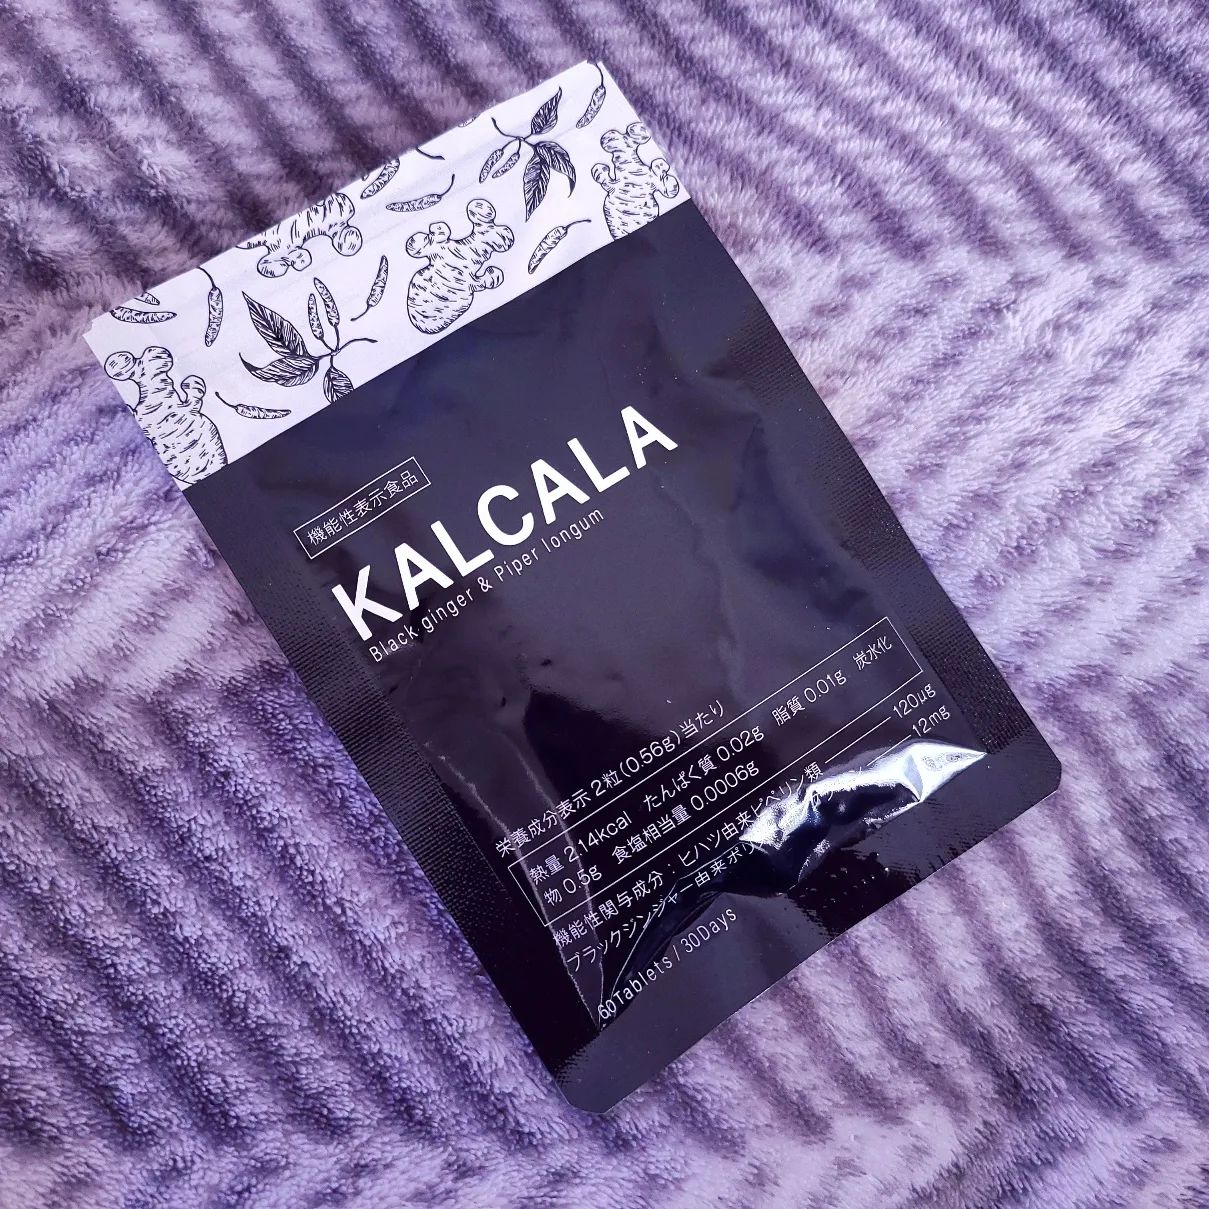 機能性表示食品
KALCALA
Black ginger & Piper longum
栄養成分表示 2粒(0.56g)当たり
熱量 2.14kcal たんぱく質 0.02g 脂質 0.01g 炭水化
物 0.5g 食塩相当量 0.0006g
機能性関与成分：ヒハツ由来ピペリン類 120μg
ブラックジンジャー由来ポリ 12mg
60Tablets / 30Days